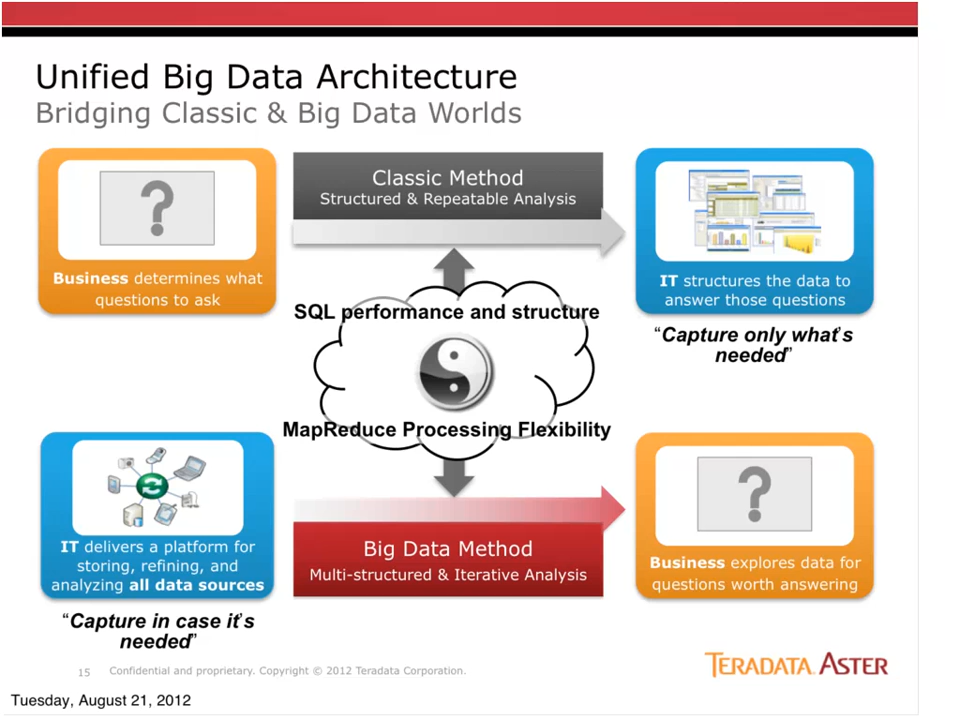 Unified Big Data Architecture
Bridging Classic & Big Data Worlds
?
Business determines what
questions to ask
Classic Method
Structured & Repeatable Analysis
IT structures the data to
answer those questions
“Capture only what’s
needed”
SQL performance and structure
MapReduce Processing Flexibility
IT delivers a platform for
storing, refining, and
analyzing all data sources
“Capture in case it’s
needed”
Big Data Method
Multi-structured & Iterative Analysis
?
Business explores data for
questions worth answering
15
Confidential and proprietary. Copyright © 2012 Teradata Corporation.
TERADATA ASTER
Tuesday, August 21, 2012